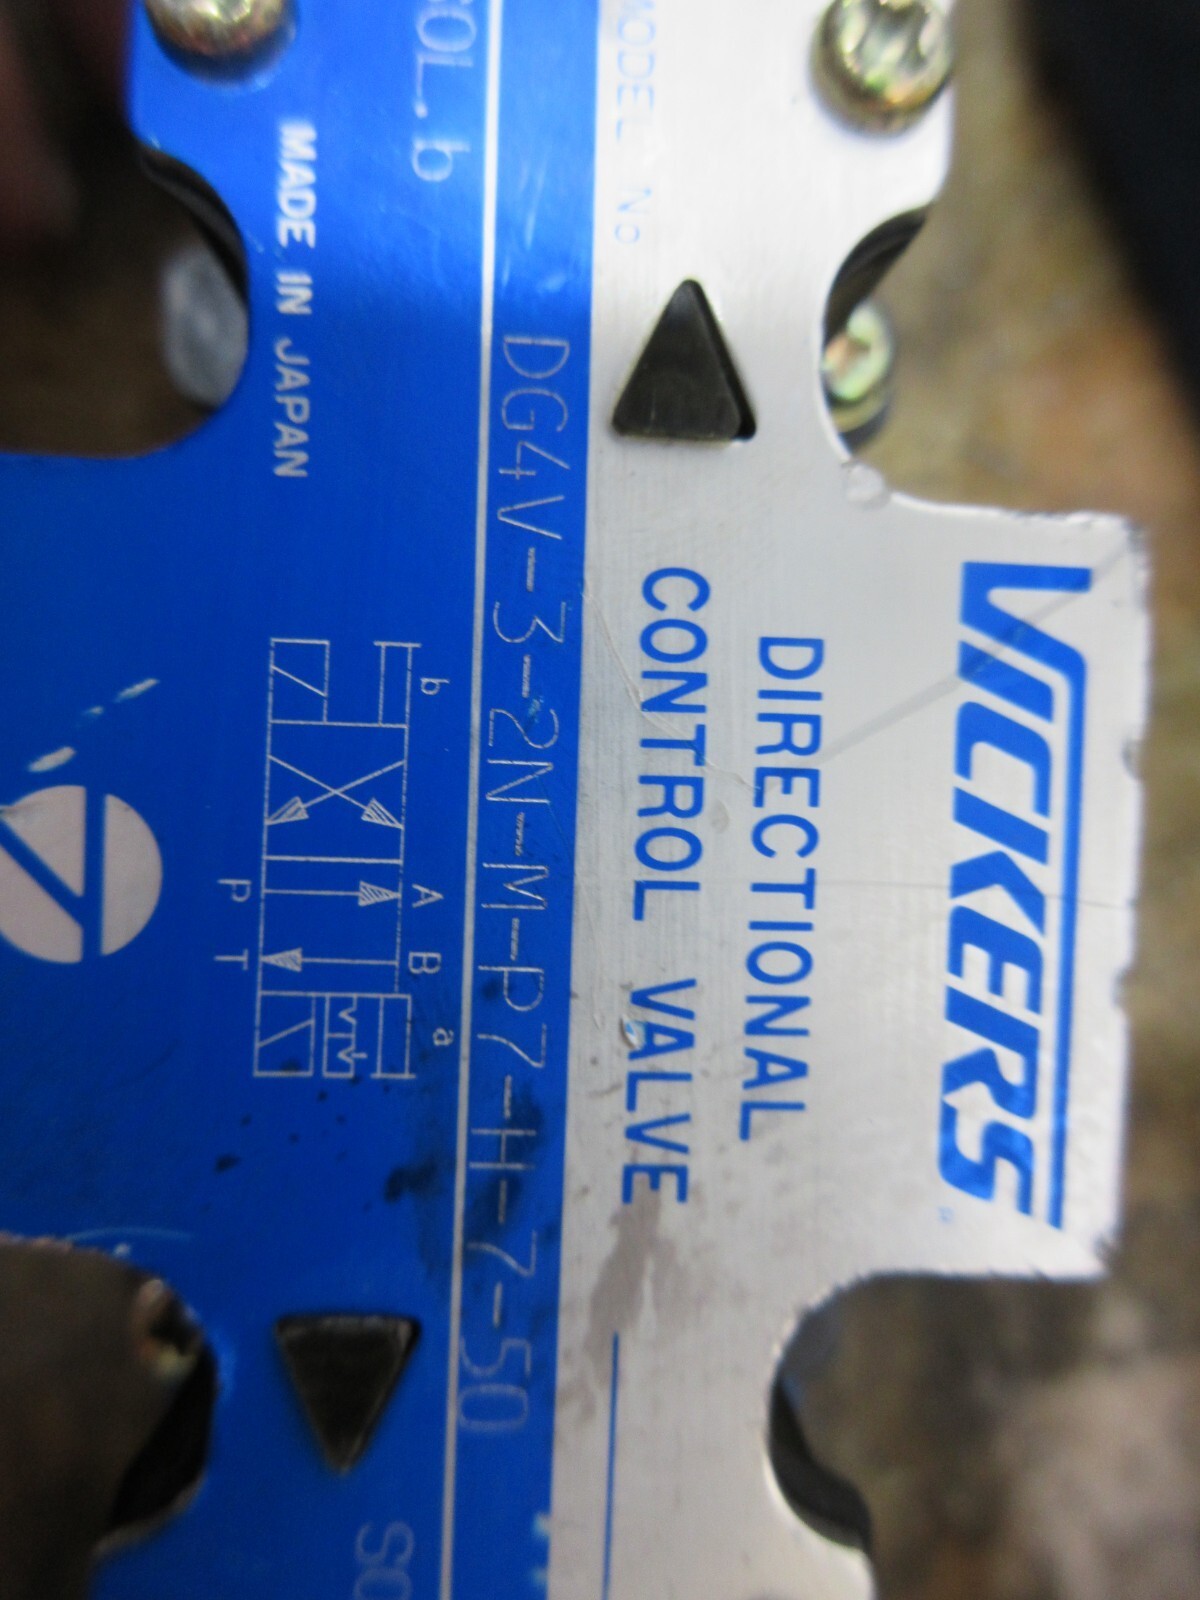 VICKERS®
DIRECTIONAL
CONTROL VALVE
MODEL No
DG4V-3-2N-M-P7-H-7-50
SOL.b
b A B a
P T
MADE IN JAPAN